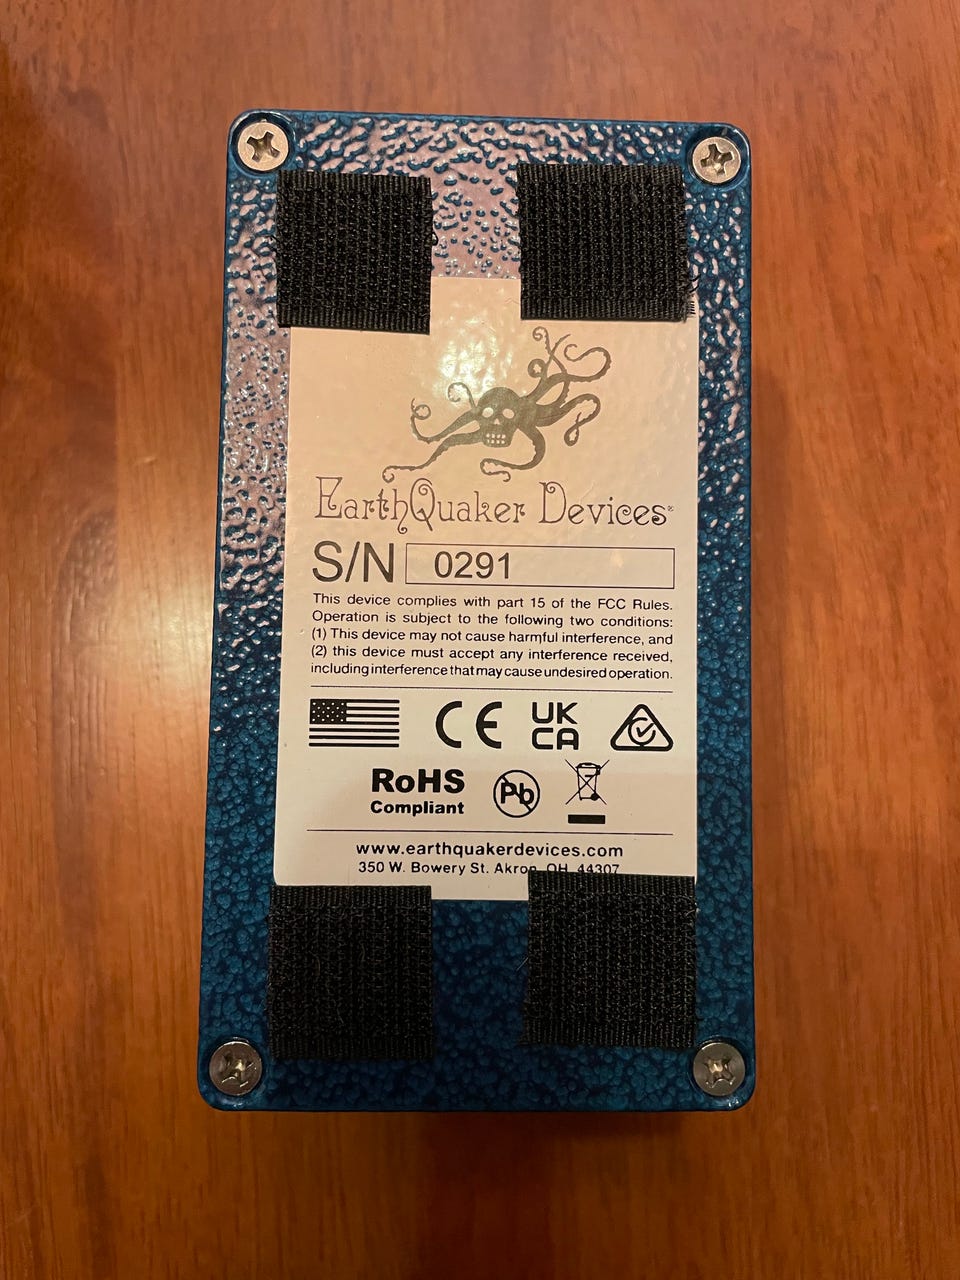 EarthQuaker Devices®
S/N 0291
This device complies with part 15 of the FCC Rules.
Operation is subject to the following two conditions:
(1) This device may not cause harmful interference, and
(2) this device must accept any interference received,
including interference that may cause undesired operation.
CE UK
CA
RoHS
Compliant
Pb
www.earthquakerdevices.com
350 W. Bowery St. Akron, OH 44307